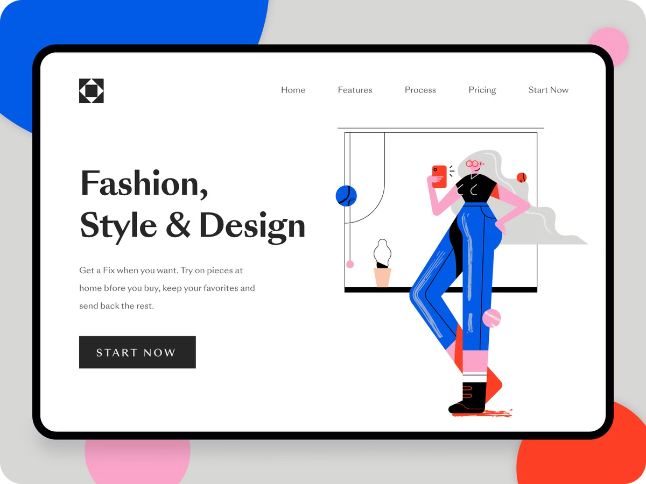 Home Features Process Pricing Start Now
Fashion,
Style & Design
Get a Fix when you want. Try on pieces at
home bfore you buy, keep your favorites and
send back the rest.
START NOW